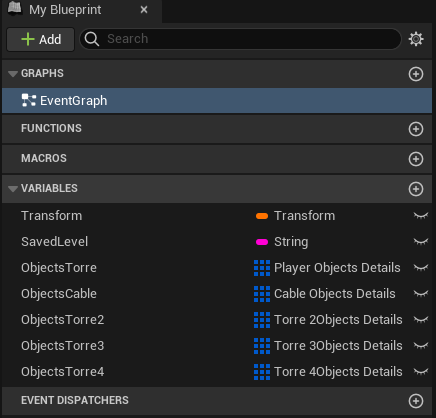 My Blueprint
Add Search
GRAPHS
EventGraph
FUNCTIONS
MACROS
VARIABLES
Transform Transform
SavedLevel String
ObjectsTorre Player Objects Details
ObjectsCable Cable Objects Details
ObjectsTorre2 Torre 2Objects Details
ObjectsTorre3 Torre 3Objects Details
ObjectsTorre4 Torre 4Objects Details
EVENT DISPATCHERS